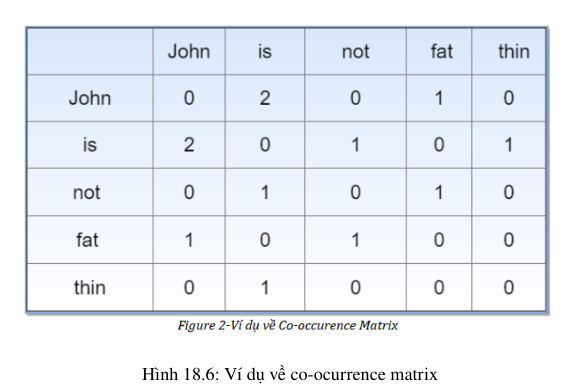 John is not fat thin
John 0 2 0 1 0
is 2 0 1 0 1
not 0 1 0 1 0
fat 1 0 1 0 0
thin 0 1 0 0 0
Figure 2-Ví dụ về Co-occurence Matrix
Hình 18.6: Ví dụ về co-ocurrence matrix